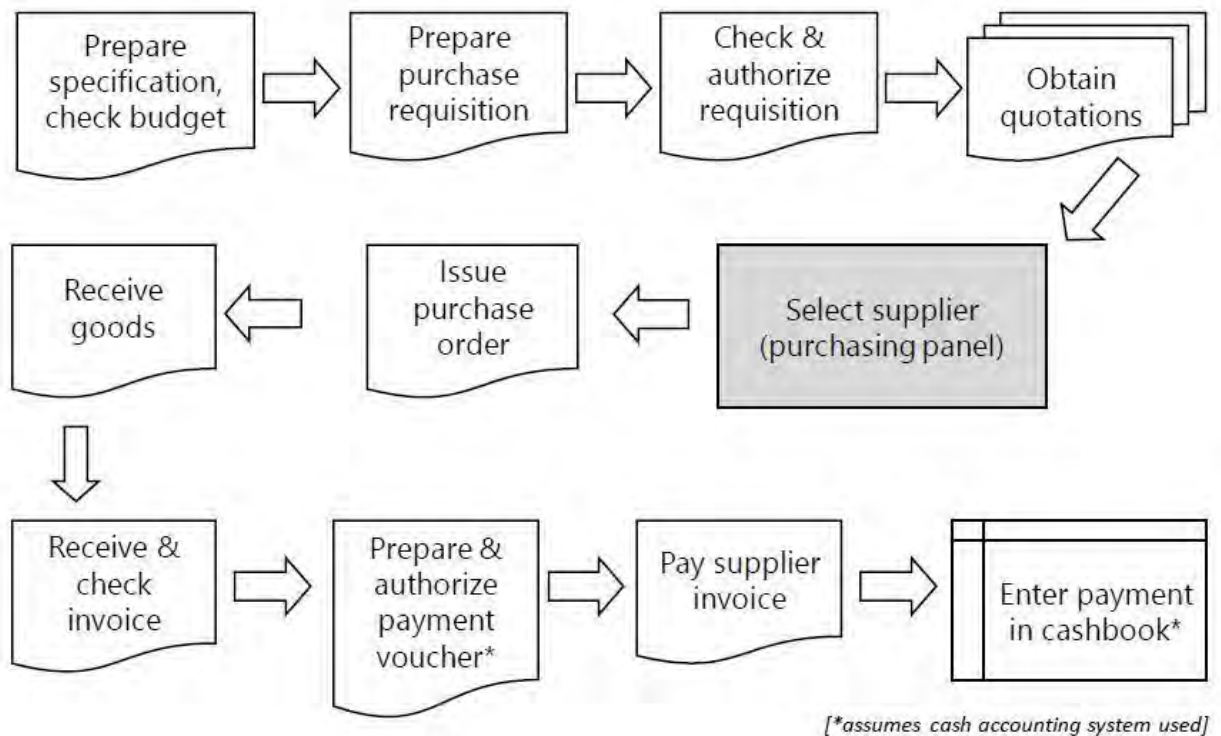 Prepare
specification,
check budget
Prepare
purchase
requisition
Check &
authorize
requisition
Obtain
quotations
Select supplier
(purchasing panel)
Issue
purchase
order
Receive
goods
Receive &
check
invoice
Prepare &
authorize
payment
voucher*
Pay supplier
invoice
Enter payment
in cashbook*
[*assumes cash accounting system used]